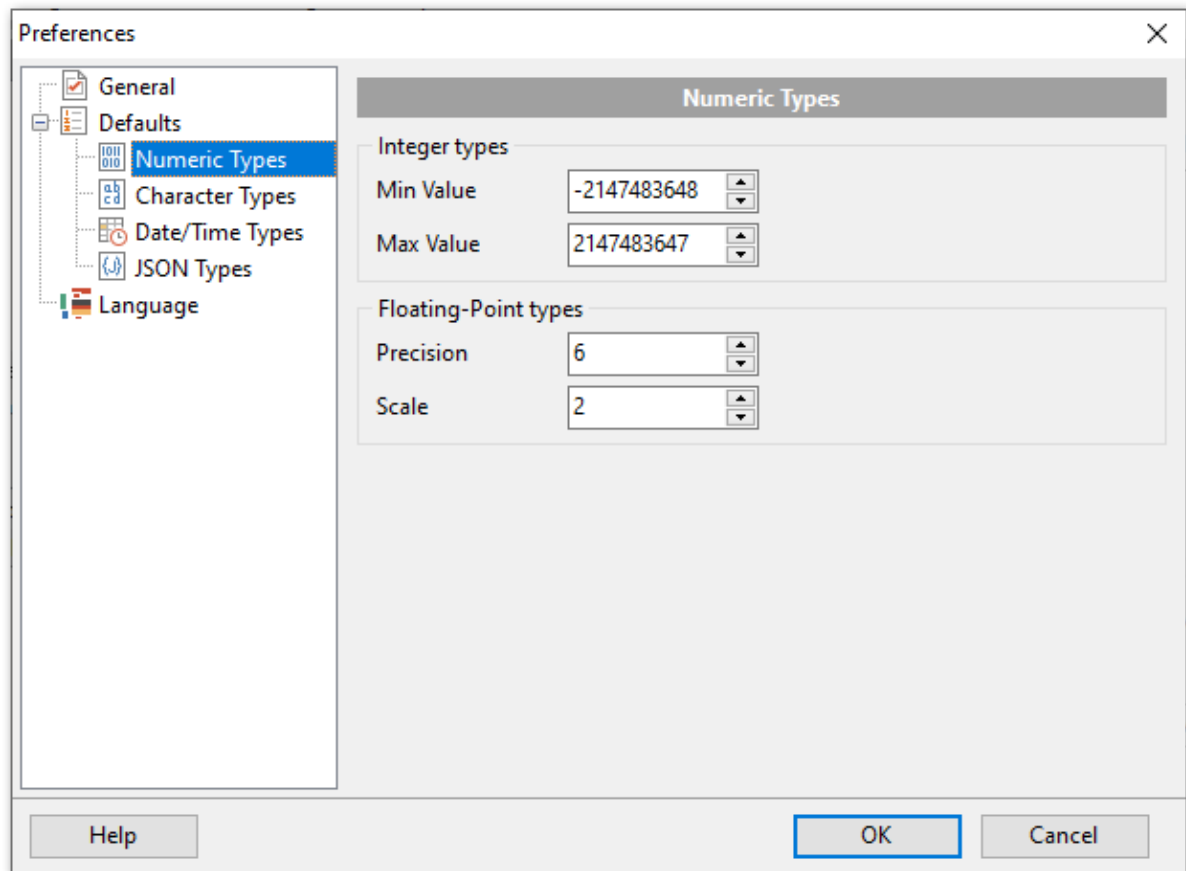 Preferences
General
Defaults
Numeric Types
Character Types
Date/Time Types
JSON Types
Language
Numeric Types
Integer types
Min Value -2147483648
Max Value 2147483647
Floating-Point types
Precision 6
Scale 2
Help OK Cancel